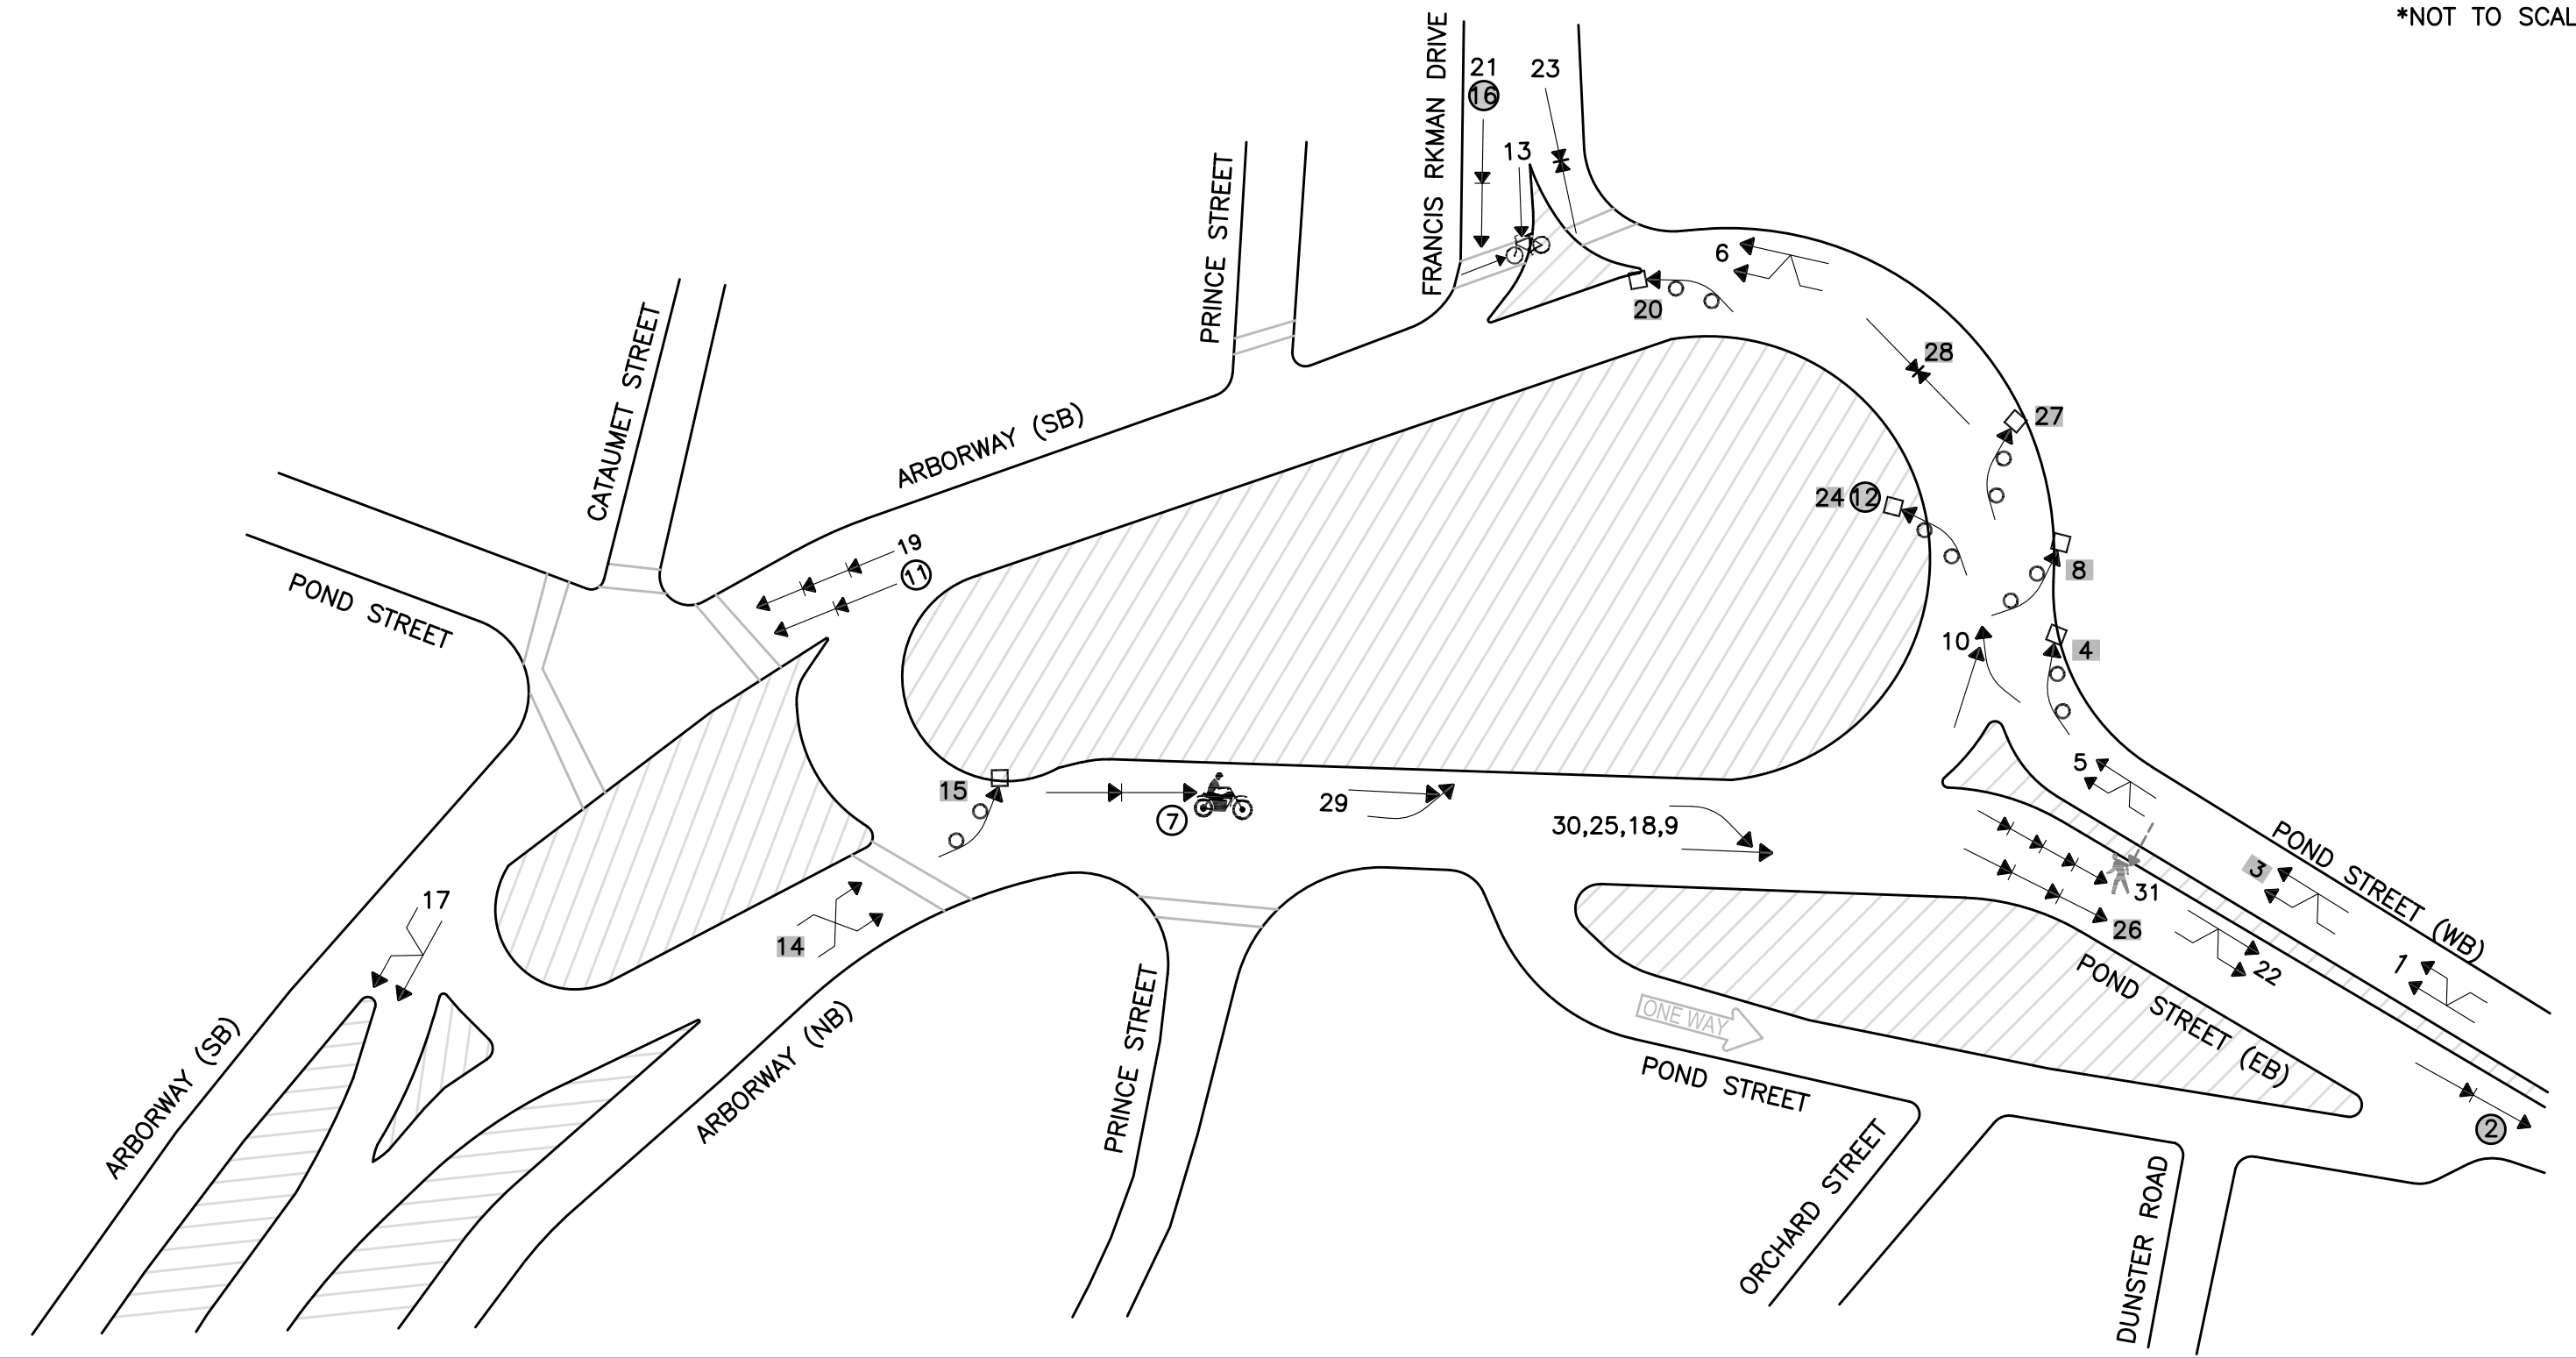 *NOT TO SCAL
FRANCIS RKMAN DRIVE
21
16
23
13
PRINCE STREET
6
20
28
27
CATAUMET STREET
ARBORWAY (SB)
24 12
8
19
11
POND STREET
10
4
5
15
7
29
30,25,18,9
POND STREET (WB)
3
31
26
17
14
22
1
POND STREET (EB)
ONE WAY
POND STREET
2
ARBORWAY (SB)
ARBORWAY (NB)
PRINCE STREET
ORCHARD STREET
DUNSTER ROAD